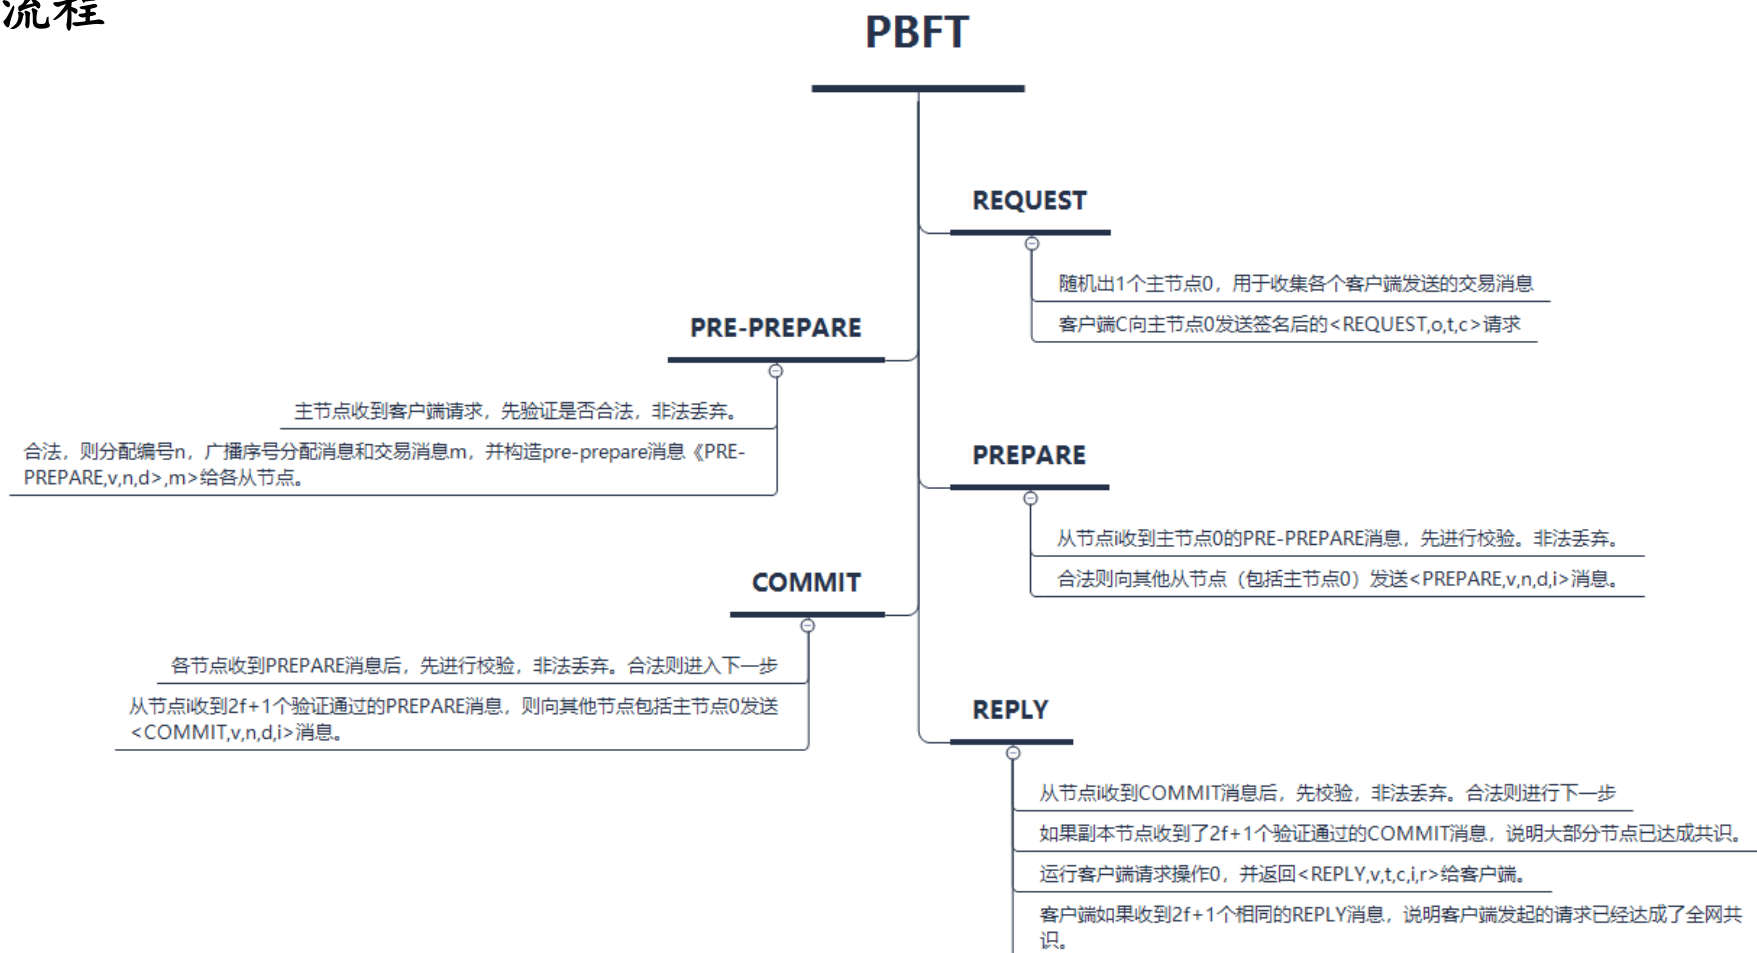 流程
PBFT
REQUEST
随机出1个主节点0，用于收集各个客户端发送的交易消息
客户端C向主节点0发送签名后的<REQUEST,o,t,c>请求
PRE-PREPARE
主节点收到客户端请求，先验证是否合法，非法丢弃。
合法，则分配编号n，广播序号分配消息和交易消息m，并构造pre-prepare消息《PRE-
PREPARE,v,n,d>,m>给各从节点。
PREPARE
从节点i收到主节点0的PRE-PREPARE消息，先进行校验。非法丢弃。
合法则向其他从节点（包括主节点0）发送<PREPARE,v,n,d,i>消息。
COMMIT
各节点收到PREPARE消息后，先进行校验，非法丢弃。合法则进入下一步
从节点i收到2f+1个验证通过的PREPARE消息，则向其他节点包括主节点0发送
<COMMIT,v,n,d,i>消息。
REPLY
从节点i收到COMMIT消息后，先校验，非法丢弃。合法则进行下一步
如果副本节点收到了2f+1个验证通过的COMMIT消息，说明大部分节点已达成共识。
运行客户端请求操作0，并返回<REPLY,v,t,c,i,r>给客户端。
客户端如果收到2f+1个相同的REPLY消息，说明客户端发起的请求已经达成了全网共
识。